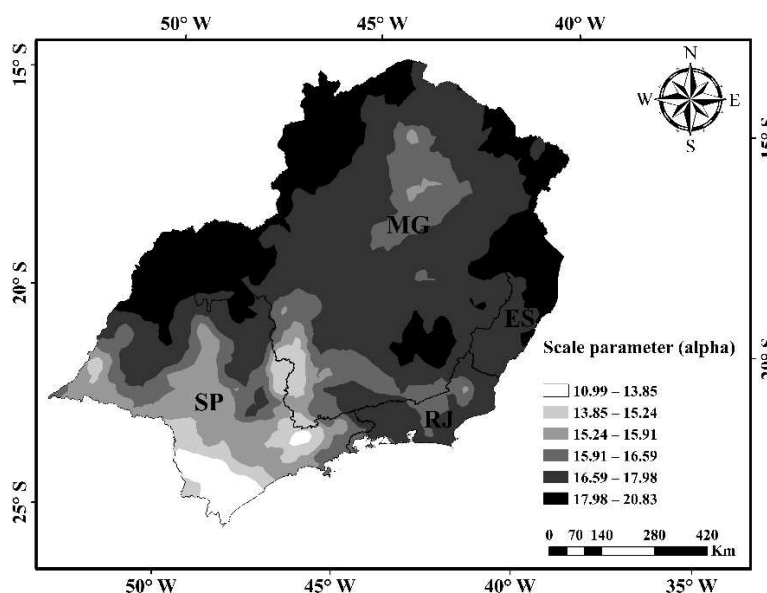 50° W 45° W 40° W
15° S
N
W E
S
15° S
MG
20° S
ES
Scale parameter (alpha)
20° S
10.99 – 13.85
SP
13.85 – 15.24
RJ
15.24 – 15.91
15.91 – 16.59
16.59 – 17.98
25° S
17.98 – 20.83
0 70 140 280 420
Km
50° W 45° W 40° W 35° W